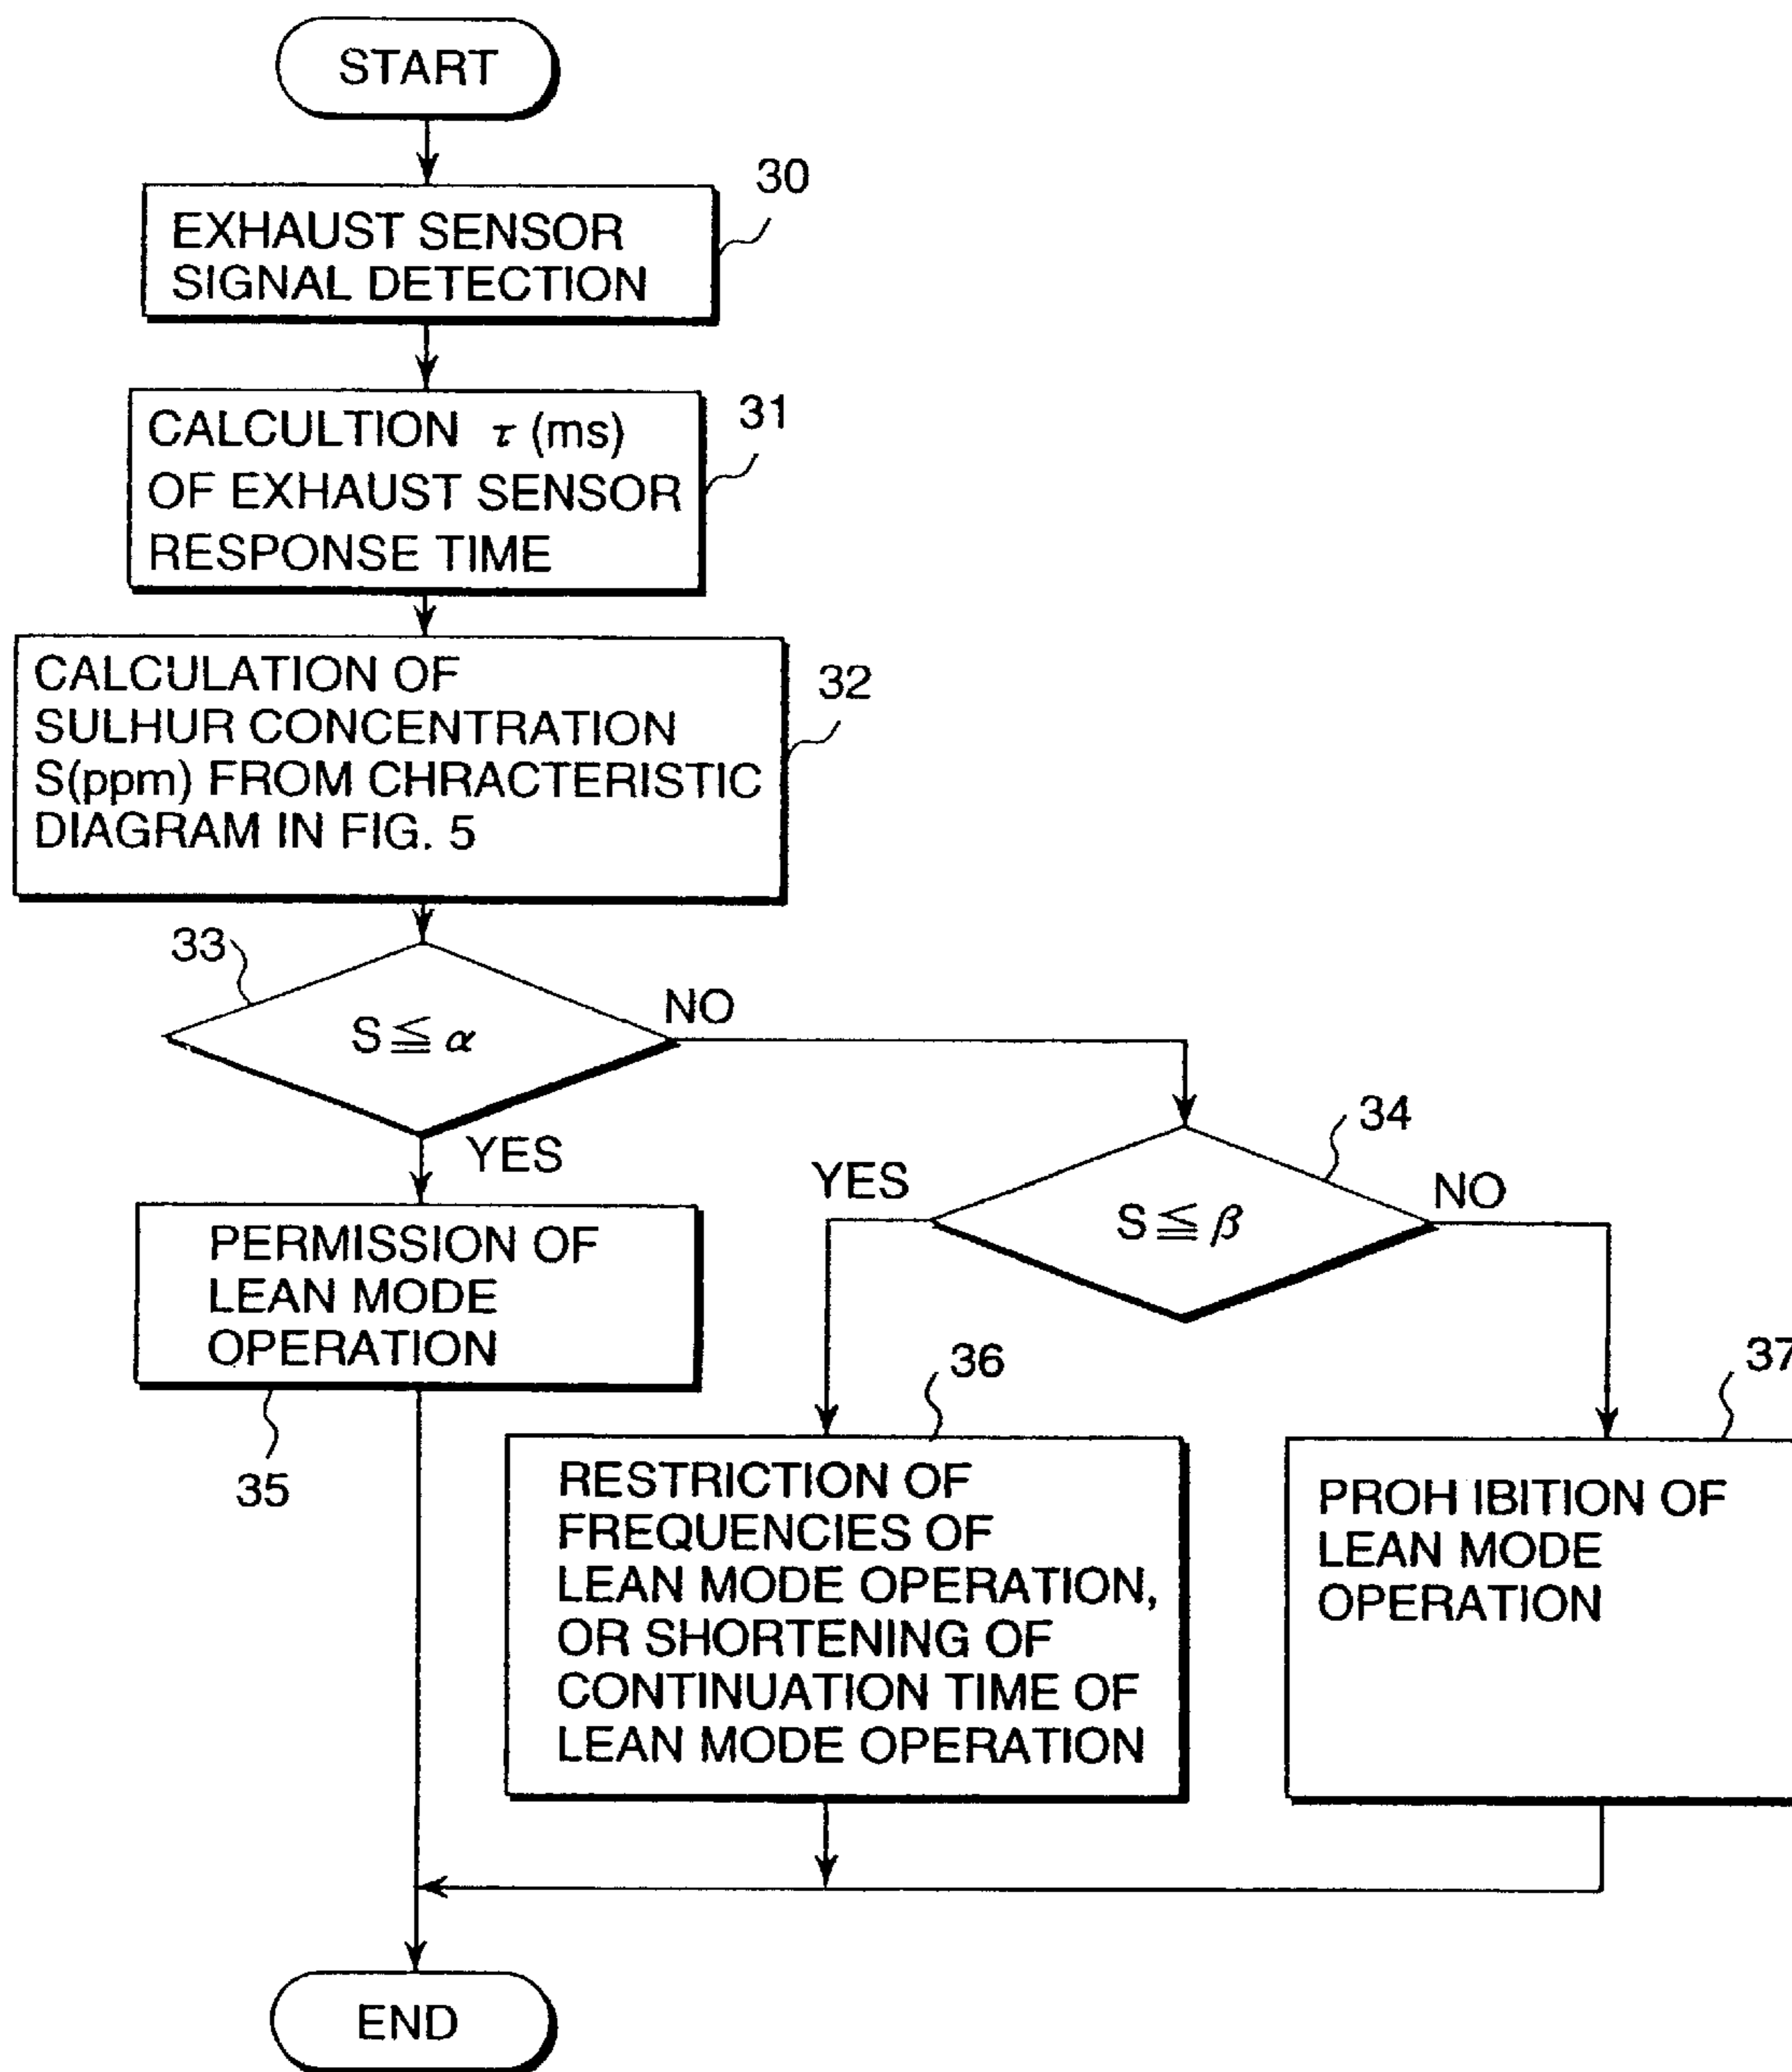 START
30
EXHAUST SENSOR
SIGNAL DETECTION
31
CALCULTION τ (ms)
OF EXHAUST SENSOR
RESPONSE TIME
32
CALCULATION OF
SULHUR CONCENTRATION
S(ppm) FROM CHRACTERISTIC
DIAGRAM IN FIG. 5
33
S ≦ α
NO
YES
34
S ≦ β
YES
NO
PERMISSION OF
LEAN MODE
OPERATION
35
36
RESTRICTION OF
FREQUENCIES OF
LEAN MODE OPERATION,
OR SHORTENING OF
CONTINUATION TIME OF
LEAN MODE OPERATION
37
PROH IBITION OF
LEAN MODE
OPERATION
END